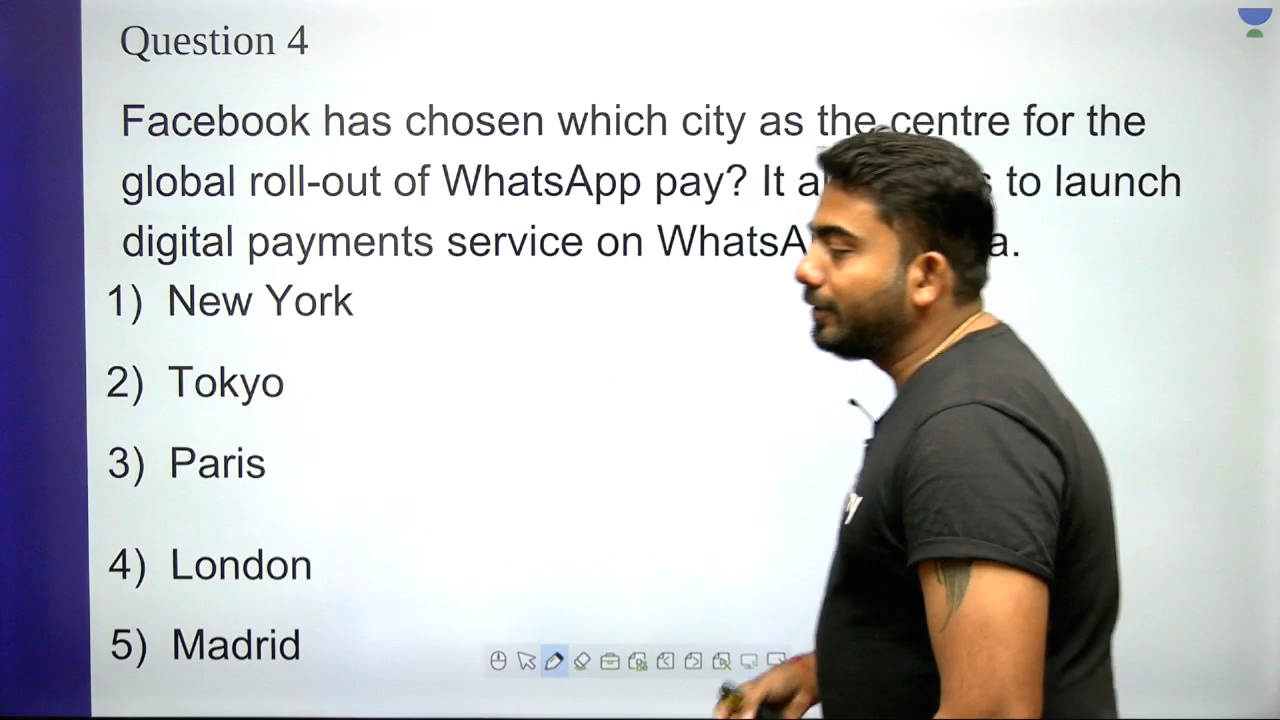 Question 4
Facebook has chosen which city as the centre for the
global roll-out of WhatsApp pay? It to launch
digital payments service on
1) New York
2) Tokyo
3) Paris
4) London
5) Madrid